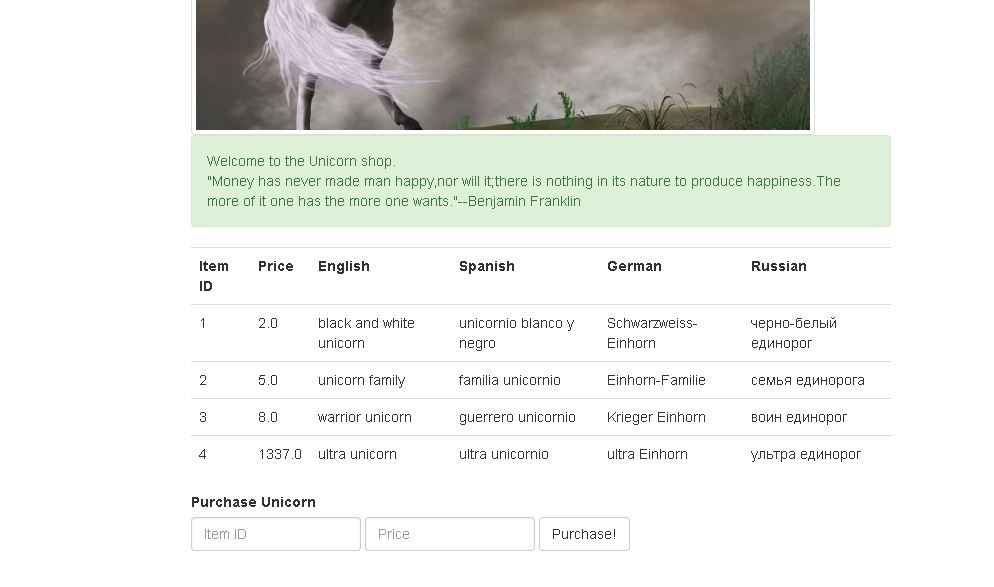 Welcome to the Unicorn shop.
"Money has never made man happy,nor will it;there is nothing in its nature to produce happiness.The
more of it one has the more one wants."--Benjamin Franklin
Item ID Price English Spanish German Russian
1 2.0 black and white unicorn unicornio blanco y negro Schwarzweiss-Einhorn черно-белый единорог
2 5.0 unicorn family familia unicornio Einhorn-Familie семья единорога
3 8.0 warrior unicorn guerrero unicornio Krieger Einhorn воин единорог
4 1337.0 ultra unicorn ultra unicornio ultra Einhorn ультра единорог
Purchase Unicorn
Item ID Price Purchase!